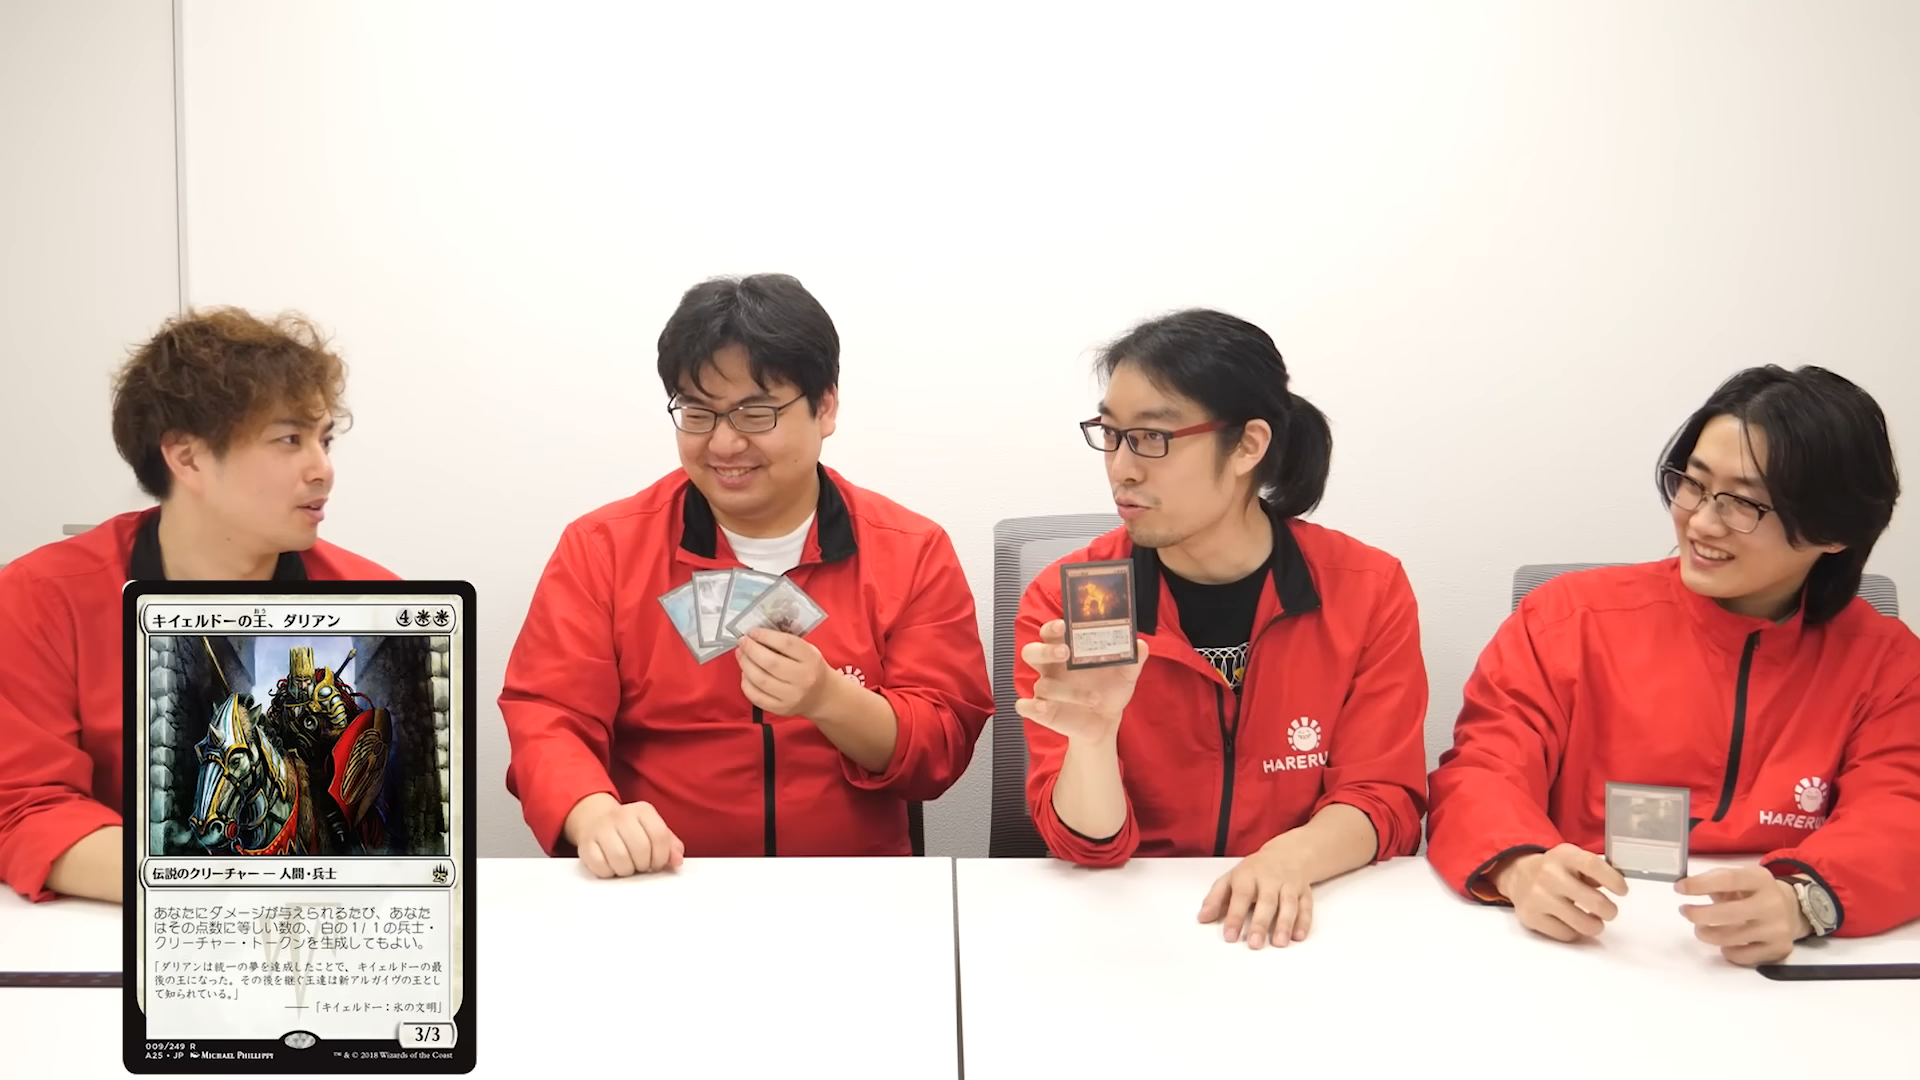 キイェルドーの王、ダリアン 4
おう
伝説のクリーチャー — 人間・兵士
あなたにダメージが与えられるたび、あなた
はその点数に等しい数の、白の1/1の兵士・
クリーチャー・トークンを生成してもよい。
「ダリアンは統一の夢を達成したことで、キイェルドーの最
後の王になった。その後を継ぐ王達は新アルガイヴの王とし
て知られている。」
——「キイェルドー：氷の文明」
3/3
009/249 R
A25・JP MICHAEL PHILLIPPI
™ & © 2018 Wizards of the Coast
HARERU
HARERU